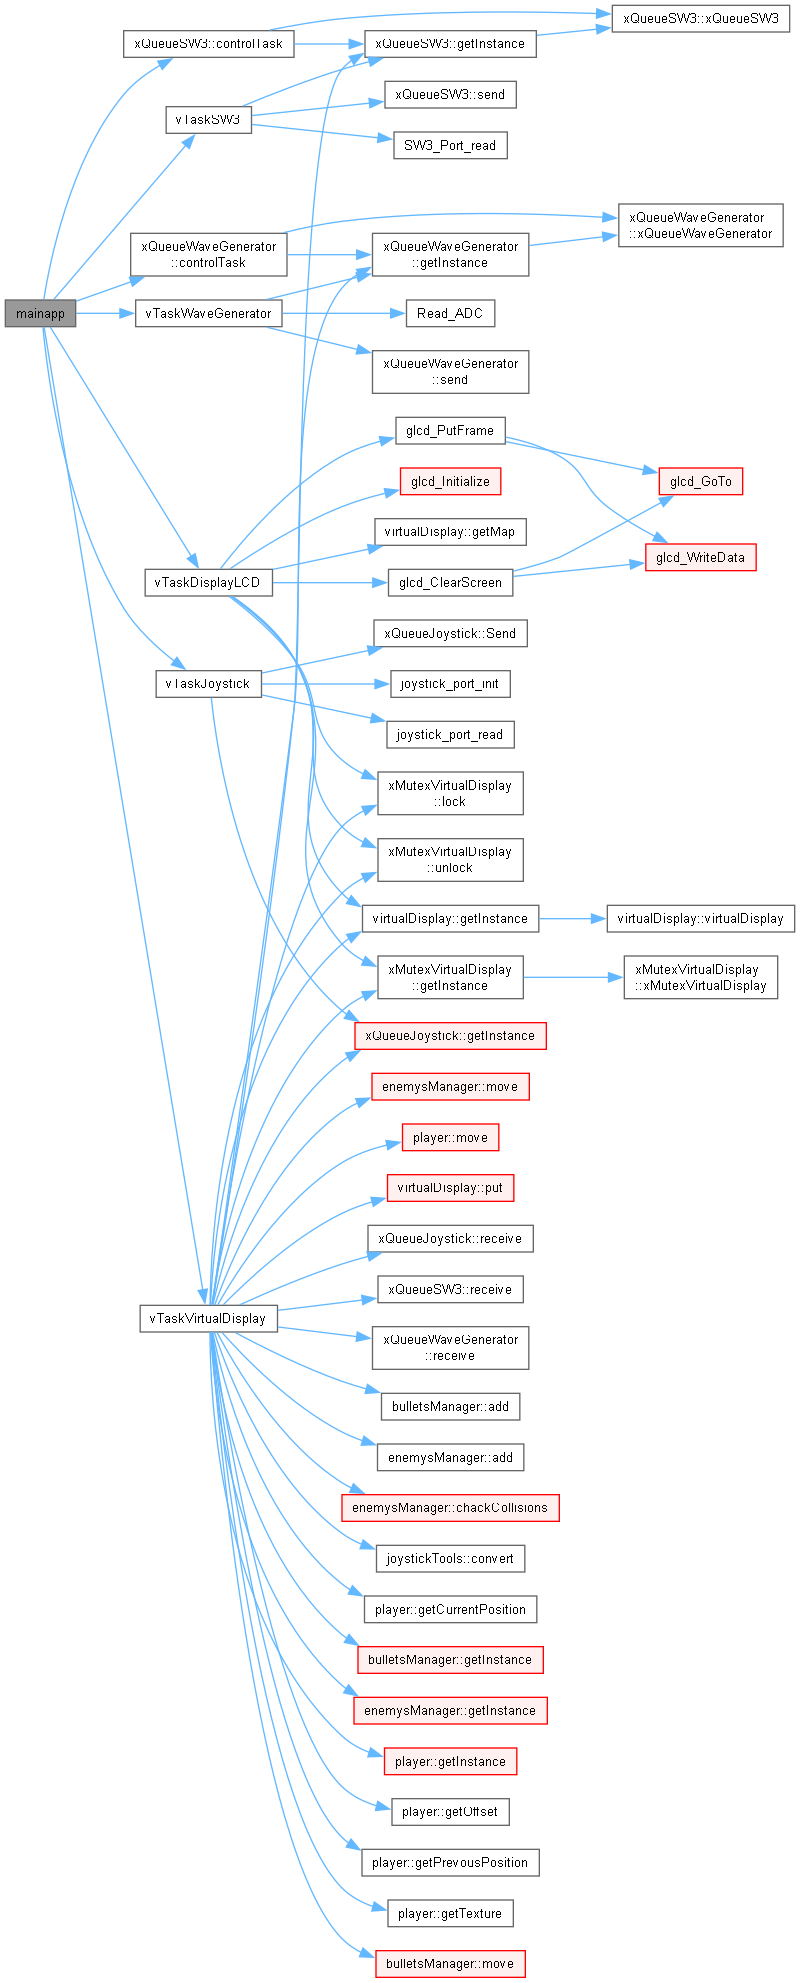 xQueueSW3::xQueueSW3
xQueueSW3::controlTask
xQueueSW3::getInstance
xQueueSW3::send
vTaskSW3
SW3_Port_read
xQueueWaveGenerator
::xQueueWaveGenerator
xQueueWaveGenerator
::controlTask
xQueueWaveGenerator
::getInstance
mainapp
vTaskWaveGenerator
Read_ADC
xQueueWaveGenerator
::send
glcd_PutFrame
glcd_Initialize
glcd_GoTo
virtualDisplay::getMap
glcd_WriteData
vTaskDisplayLCD
glcd_ClearScreen
xQueueJoystick::Send
vTaskJoystick
joystick_port_init
joystick_port_read
xMutexVirtualDisplay
::lock
xMutexVirtualDisplay
::unlock
virtualDisplay::getInstance
virtualDisplay::virtualDisplay
xMutexVirtualDisplay
::getInstance
xMutexVirtualDisplay
::xMutexVirtualDisplay
xQueueJoystick::getInstance
enemysManager::move
player::move
virtualDisplay::put
xQueueJoystick::receive
xQueueSW3::receive
vTaskVirtualDisplay
xQueueWaveGenerator
::receive
bulletsManager::add
enemysManager::add
enemysManager::chackCollisions
joystickTools::convert
player::getCurrentPosition
bulletsManager::getInstance
enemysManager::getInstance
player::getInstance
player::getOffset
player::getPrevousPosition
player::getTexture
bulletsManager::move